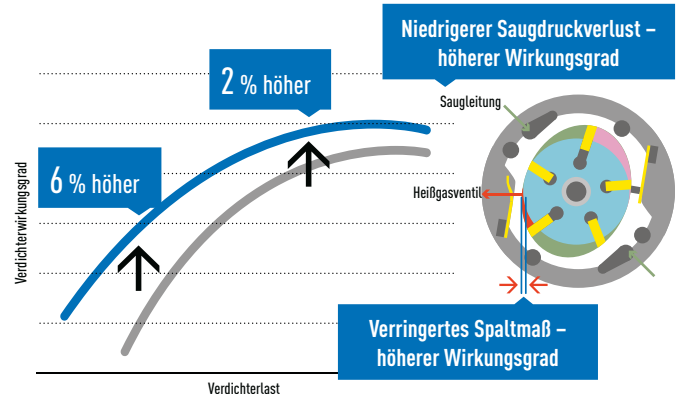 Niedrigerer Saugdruckverlust –
höherer Wirkungsgrad
2 % höher
6 % höher
Saugleitung
Heißgasventil
Verdichterwirkungsgrad
Verringertes Spaltmaß –
höherer Wirkungsgrad
Verdichterlast